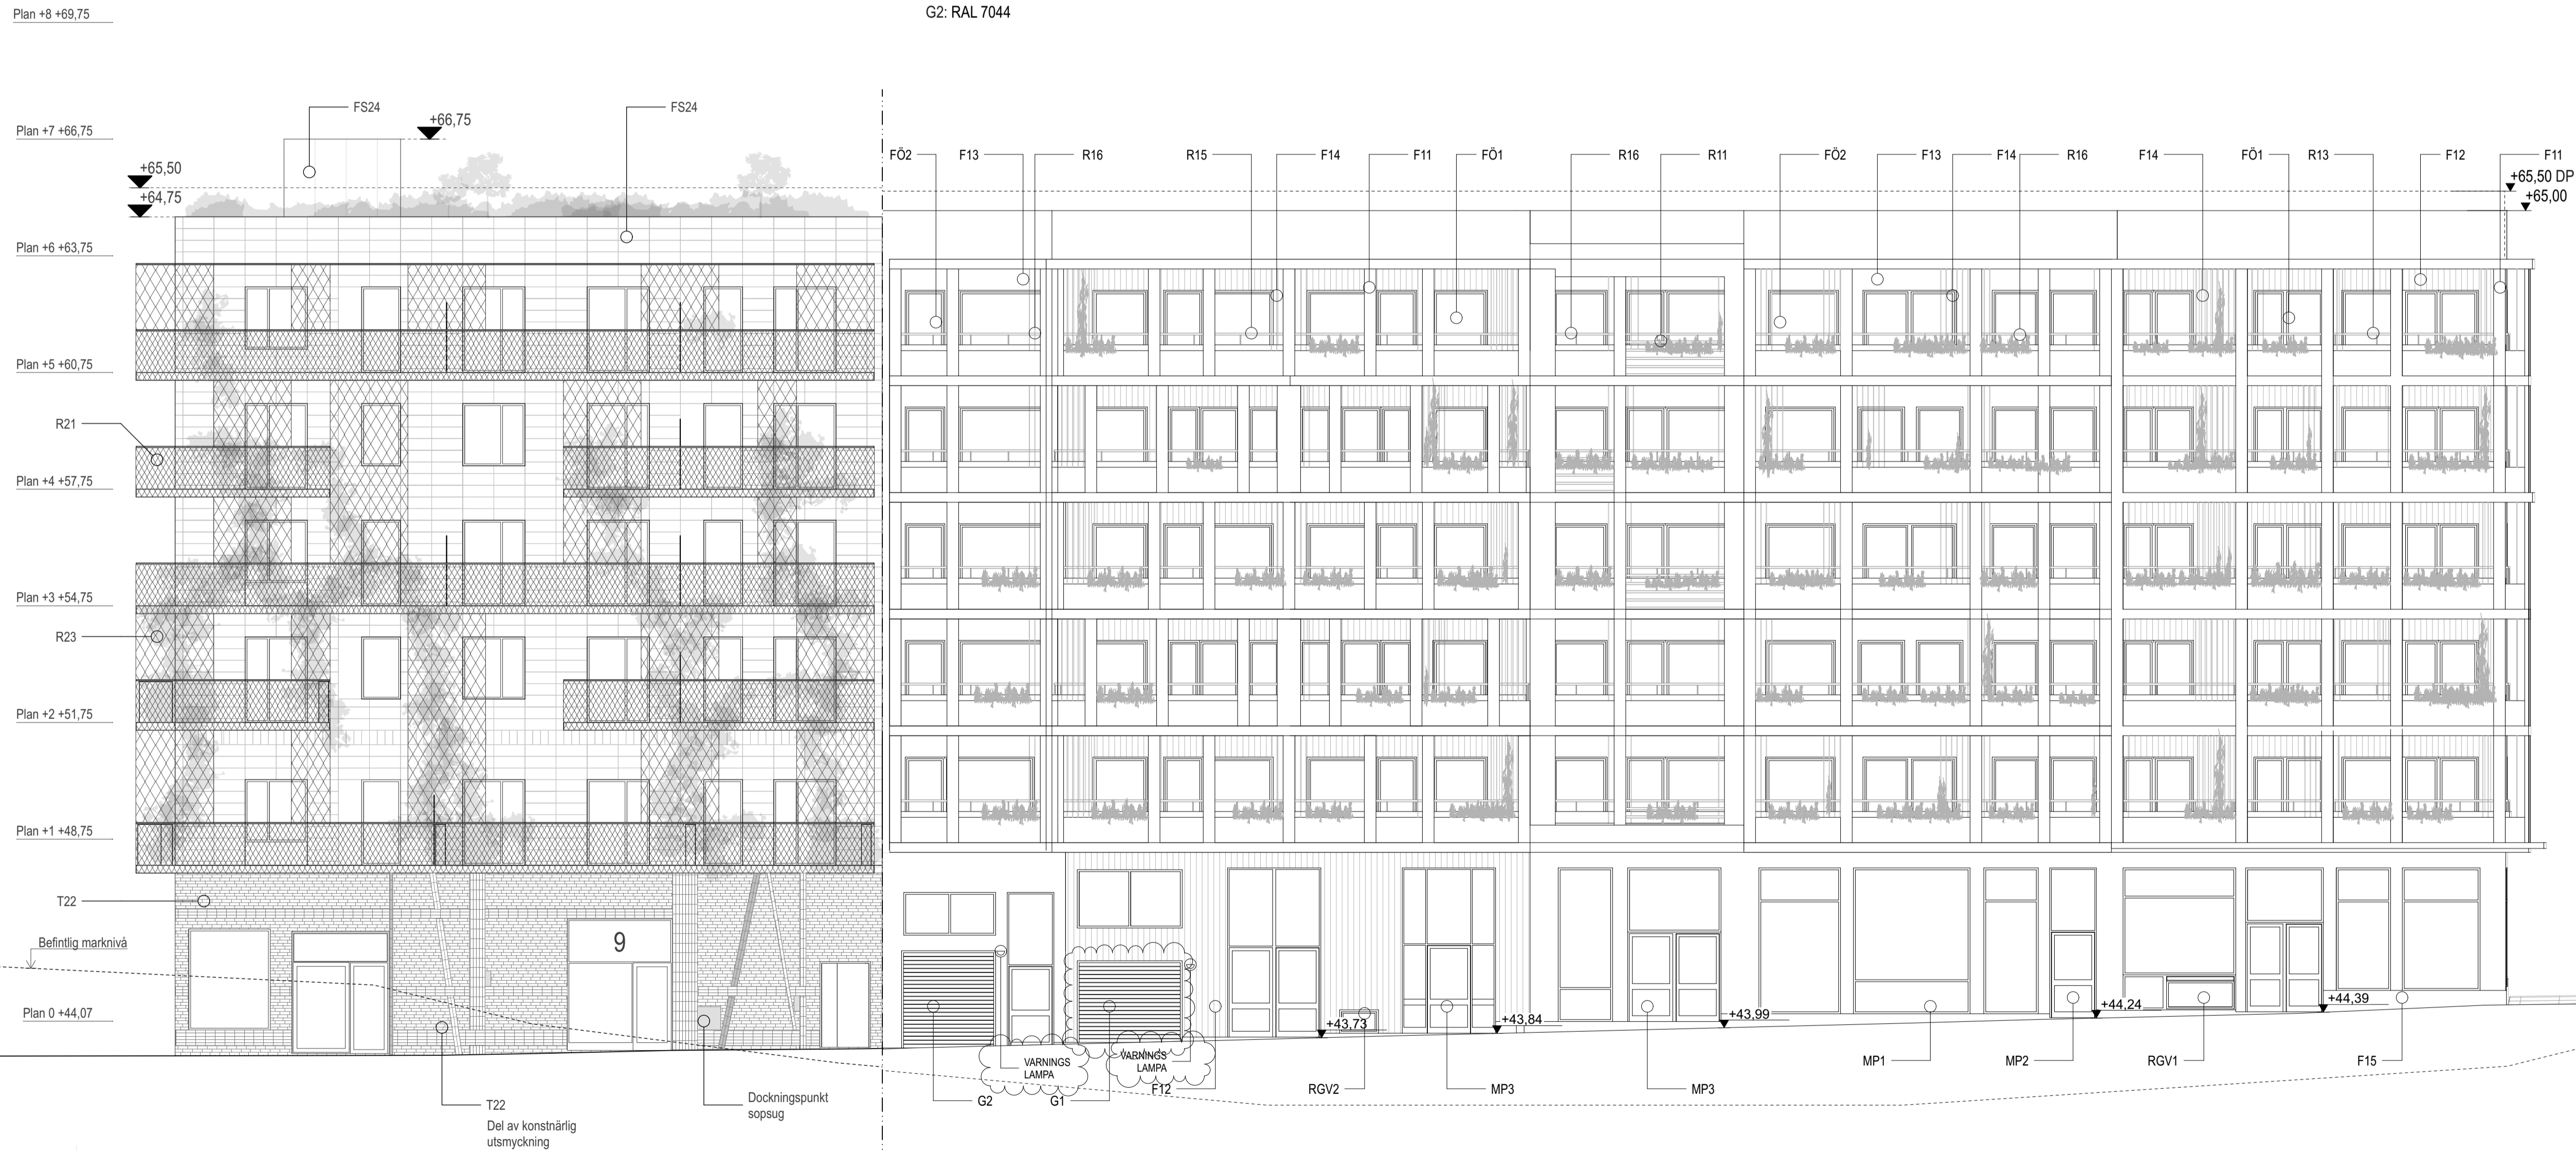 Plan +8 +69,75
G2: RAL 7044
FS24
FS24
+66,75
Plan +7 +66,75
FÖ2
F13
R16
R15
F14
F11
FÖ1
R16
R11
FÖ2
F13
F14
R16
F14
FÖ1
R13
F12
F11
+65,50
+65,50 DP
+64,75
+65,00
Plan +6 +63,75
Plan +5 +60,75
R21
Plan +4 +57,75
Plan +3 +54,75
R23
Plan +2 +51,75
Plan +1 +48,75
T22
9
Befintlig marknivå
Plan 0 +44,07
+43,73
+43,84
+43,99
+44,24
+44,39
VARNINGS
LAMPA
VARNINGS
LAMPA
MP1
MP2
RGV1
F15
F12
RGV2
MP3
MP3
G2
G1
T22
Del av konstnärlig
utsmyckning
Dockningspunkt
sopsug